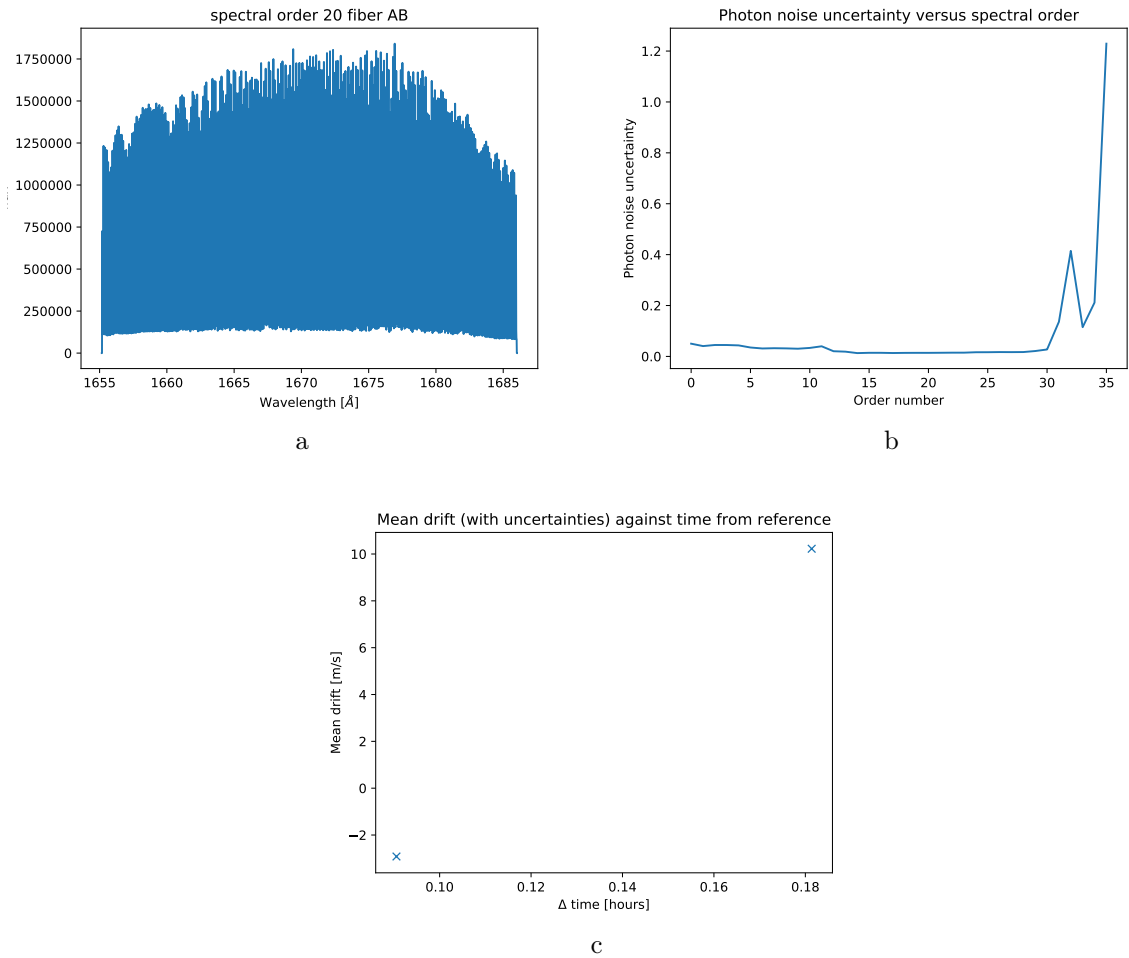 spectral order 20 fiber AB
1750000
1500000
1250000
1000000
750000
500000
250000
0
1655 1660 1665 1670 1675 1680 1685
Wavelength [Å]
a
Photon noise uncertainty versus spectral order
Photon noise uncertainty
1.2
1.0
0.8
0.6
0.4
0.2
0.0
0 5 10 15 20 25 30 35
Order number
b
Mean drift (with uncertainties) against time from reference
Mean drift [m/s]
10
8
6
4
2
0
−2
0.10 0.12 0.14 0.16 0.18
Δ time [hours]
c